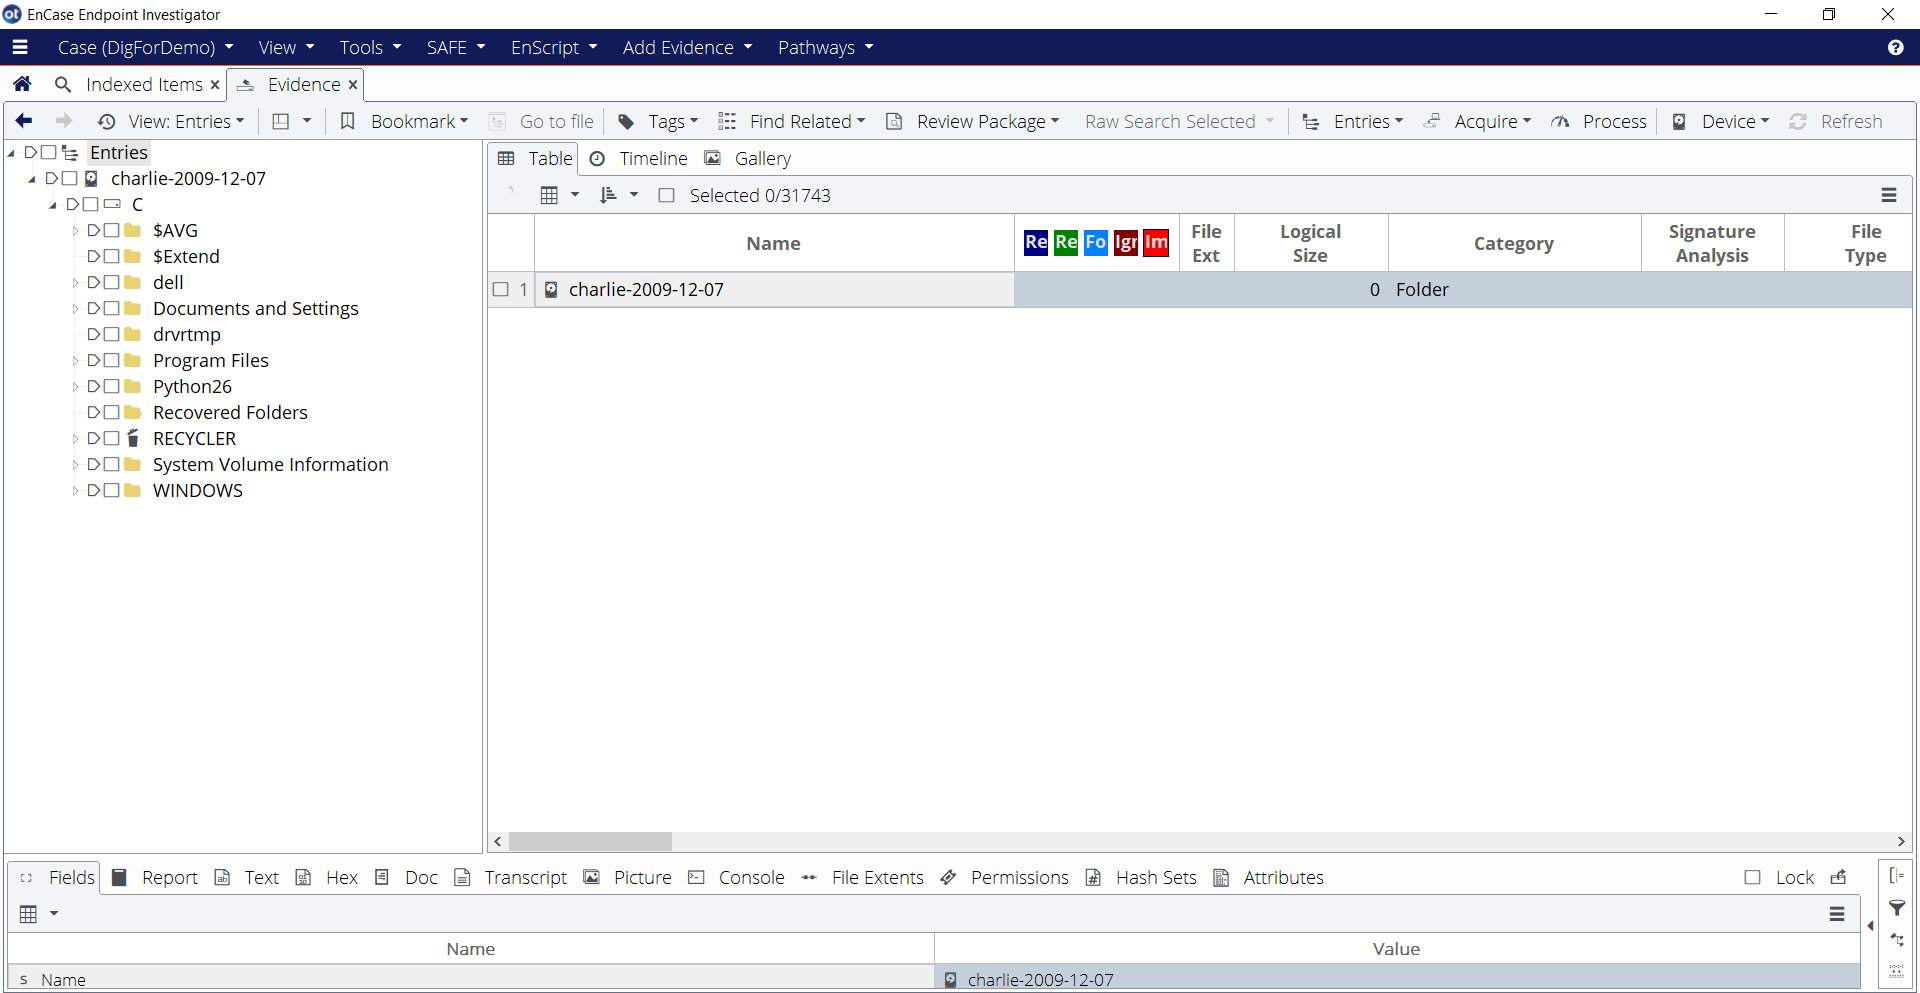 EnCase Endpoint Investigator
Case (DigForDemo) View Tools SAFE EnScript Add Evidence Pathways
Indexed Items Evidence
View: Entries Bookmark Go to file Tags Find Related Review Package Raw Search Selected Entries Acquire Process Device Refresh
Entries
charlie-2009-12-07
C
$AVG
$Extend
dell
Documents and Settings
drvrtmp
Program Files
Python26
Recovered Folders
RECYCLER
System Volume Information
WINDOWS
Table Timeline Gallery
Selected 0/31743
Name Re Re Fo Igr Im File Ext Logical Size Category Signature Analysis File Type
1 charlie-2009-12-07 0 Folder
Fields Report Text Hex Doc Transcript Picture Console File Extents Permissions Hash Sets Attributes Lock
Name Value
s Name charlie-2009-12-07